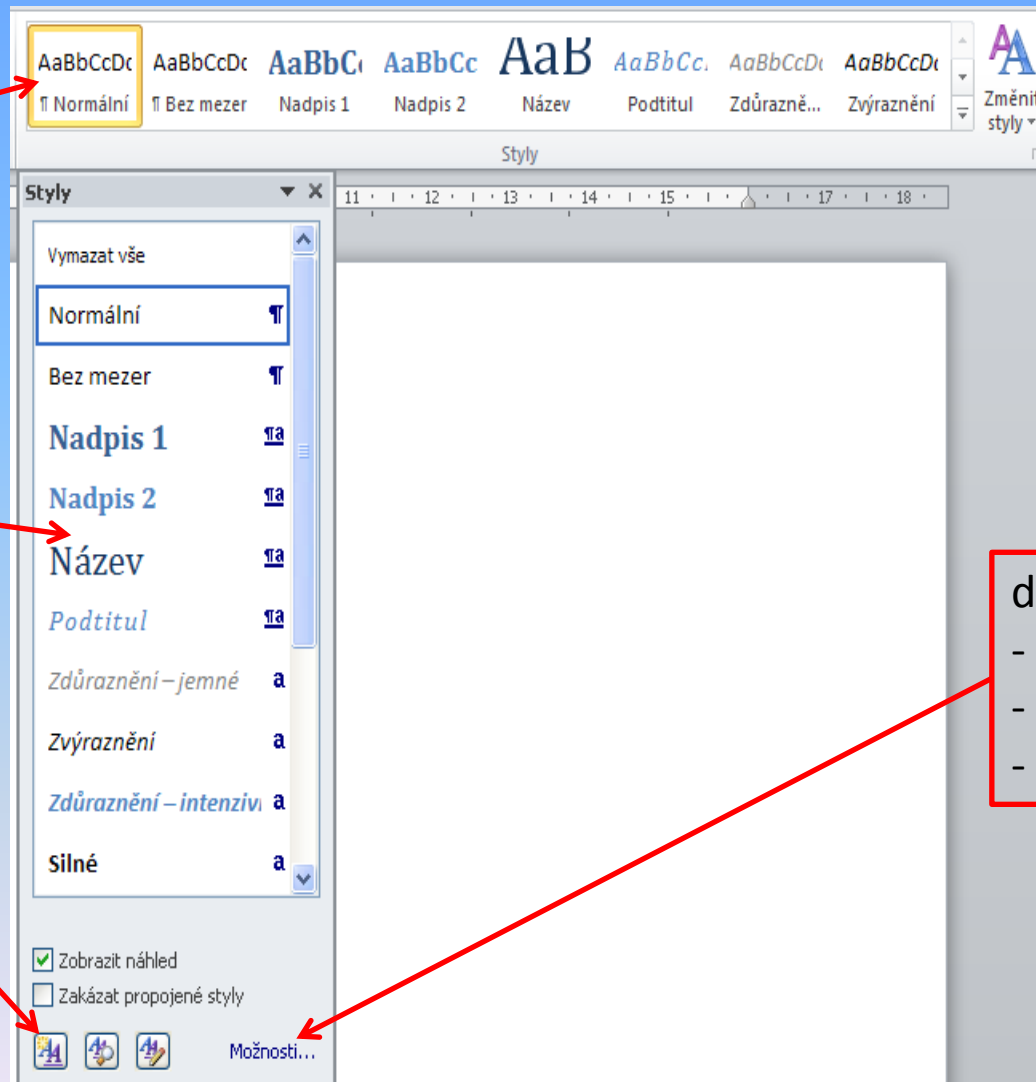 AaBbCcDc AaBbCcDc AaBbC AaBbCc AaB AaBbCc. AaBbCcDc AaBbCcDc
¶ Normální ¶ Bez mezer Nadpis 1 Nadpis 2 Název Podtitul Zdůrazně... Zvýraznění
Změnit
styly
Styly
Styly
11 12 13 14 15 17 18
Vymazat vše
Normální ¶
Bez mezer ¶
Nadpis 1 ¶a
Nadpis 2 ¶a
Název ¶a
Podtitul ¶a
Zdůraznění – jemné a
Zvýraznění a
Zdůraznění – intenziv a
Silné a
Zobrazit náhled
Zakázat propojené styly
Možnosti...
d
-
-
-